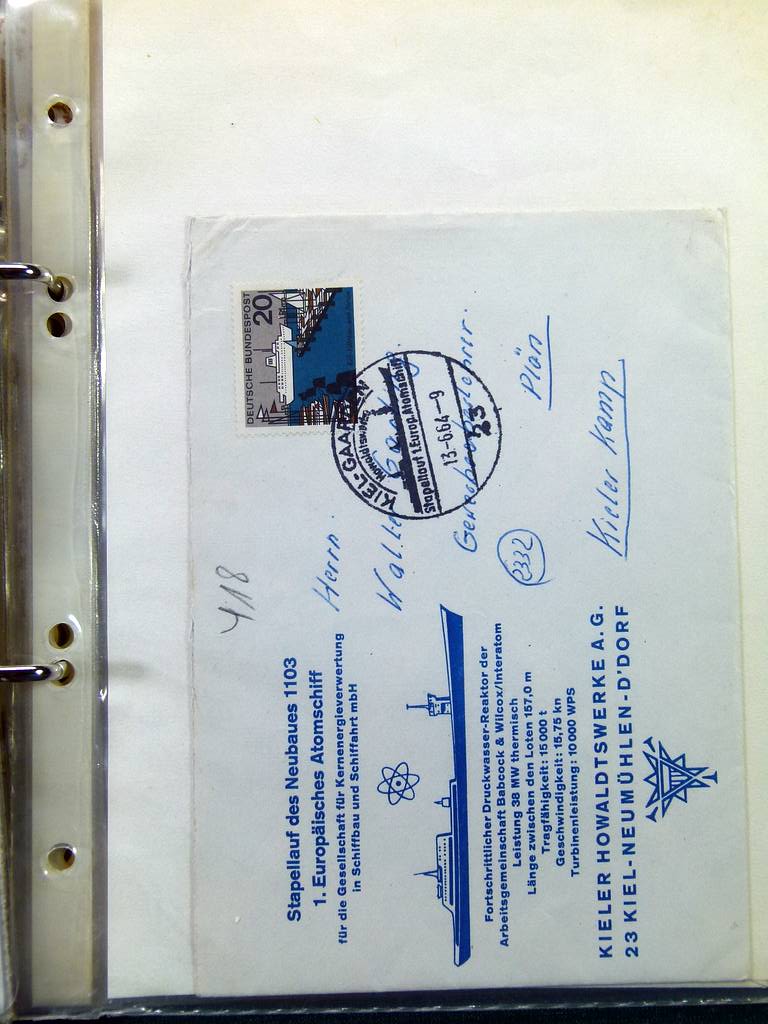 418
Stapellauf des Neubaues 1103
1. Europäisches Atomschiff
für die Gesellschaft für Kernenergieverwertung
in Schiffbau und Schiffahrt mbH
Fortschrittlicher Druckwasser-Reaktor der
Arbeitsgemeinschaft Babcock & Wilcox/Interatom
Leistung 38 MW thermisch
Länge zwischen den Loten 157,0 m
Tragfähigkeit: 15000 t
Geschwindigkeit: 15,75 kn
Turbinenleistung: 10000 WPS
KIELER HOWALDTSWERKE A.G.
23 KIEL-NEUMÜHLEN-D'DORF
DEUTSCHE BUNDESPOST
20
KIEL-GAARDEN
Howaldtswerke
Stapellauf 1. Europ. Atomschiff
13-6.64-9
23
Herrn
Plön
2332
Kieler Kamp